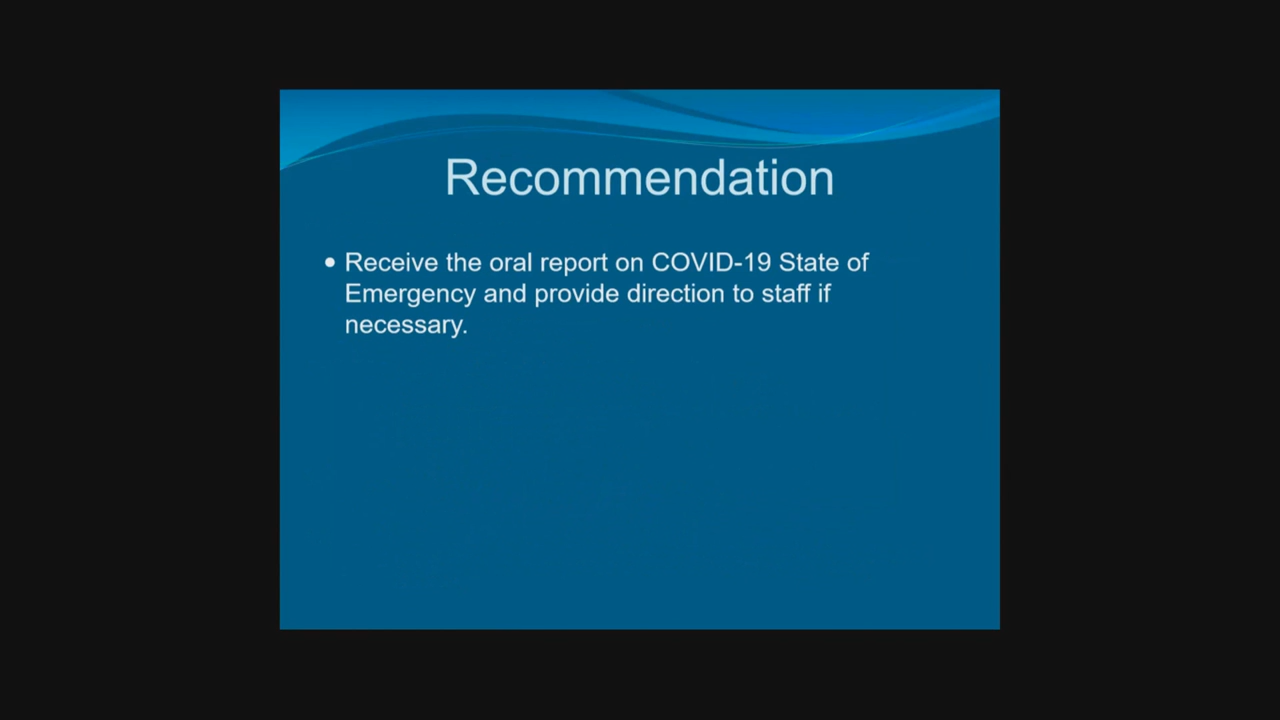 Recommendation
• Receive the oral report on COVID-19 State of
Emergency and provide direction to staff if
necessary.